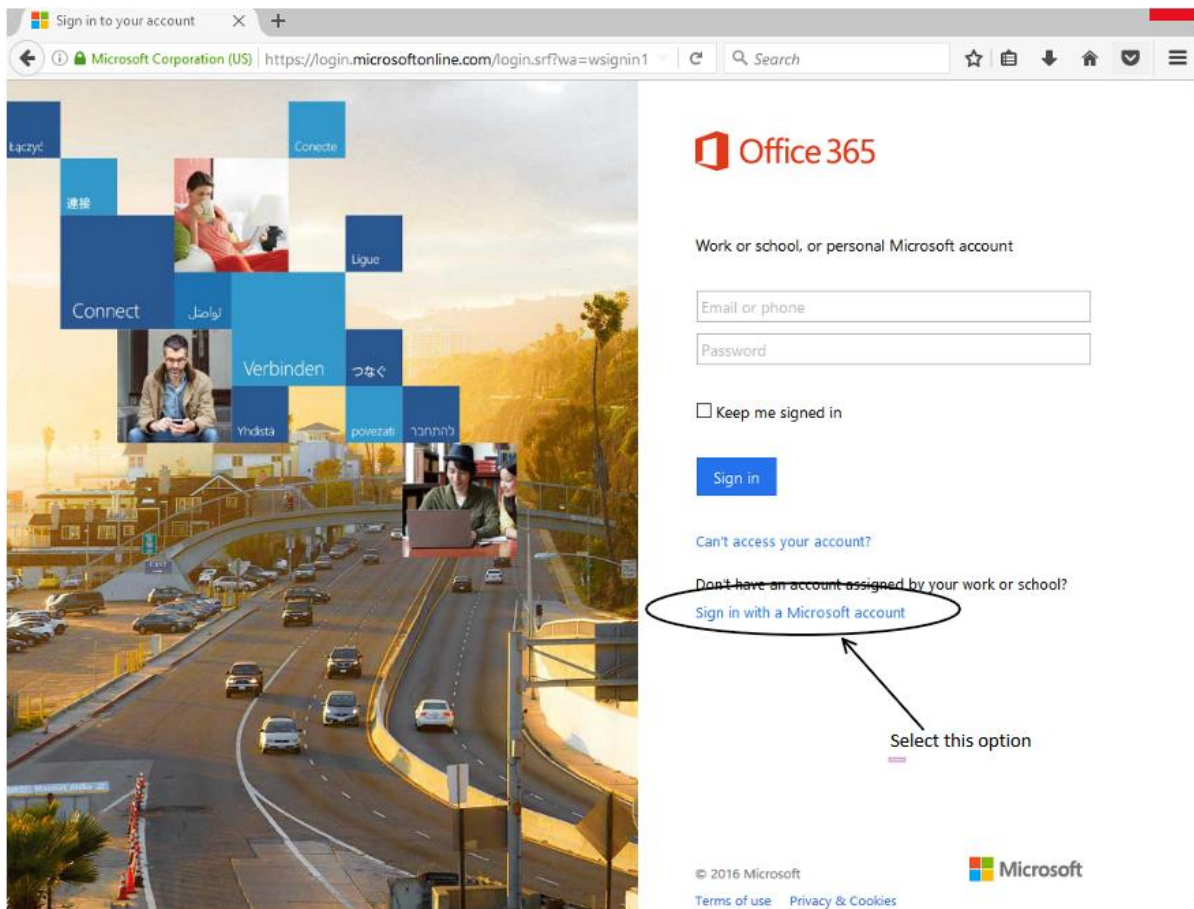 Sign in to your account
Microsoft Corporation (US) https://login.microsoftonline.com/login.srf?wa=wsignin1 Search
Łączyć
Conecte
連接
Ligue
Connect
تواصل
Verbinden
つなぐ
Yhdistä
povezati
להתחבר
Office 365
Work or school, or personal Microsoft account
Email or phone
Password
Keep me signed in
Sign in
Can't access your account?
Don't have an account assigned by your work or school?
Sign in with a Microsoft account
Select this option
© 2016 Microsoft
Microsoft
Terms of use Privacy & Cookies